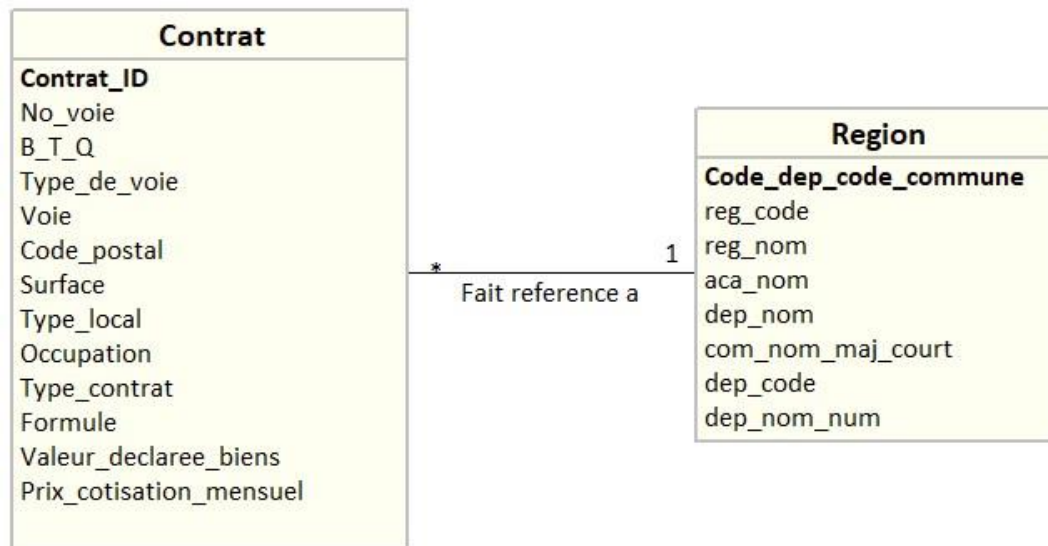 Contrat
Contrat_ID
No_voie
B_T_Q
Type_de_voie
Voie
Code_postal
Surface
Type_local
Occupation
Type_contrat
Formule
Valeur_declaree_biens
Prix_cotisation_mensuel
*
1
Fait reference a
Region
Code_dep_code_commune
reg_code
reg_nom
aca_nom
dep_nom
com_nom_maj_court
dep_code
dep_nom_num